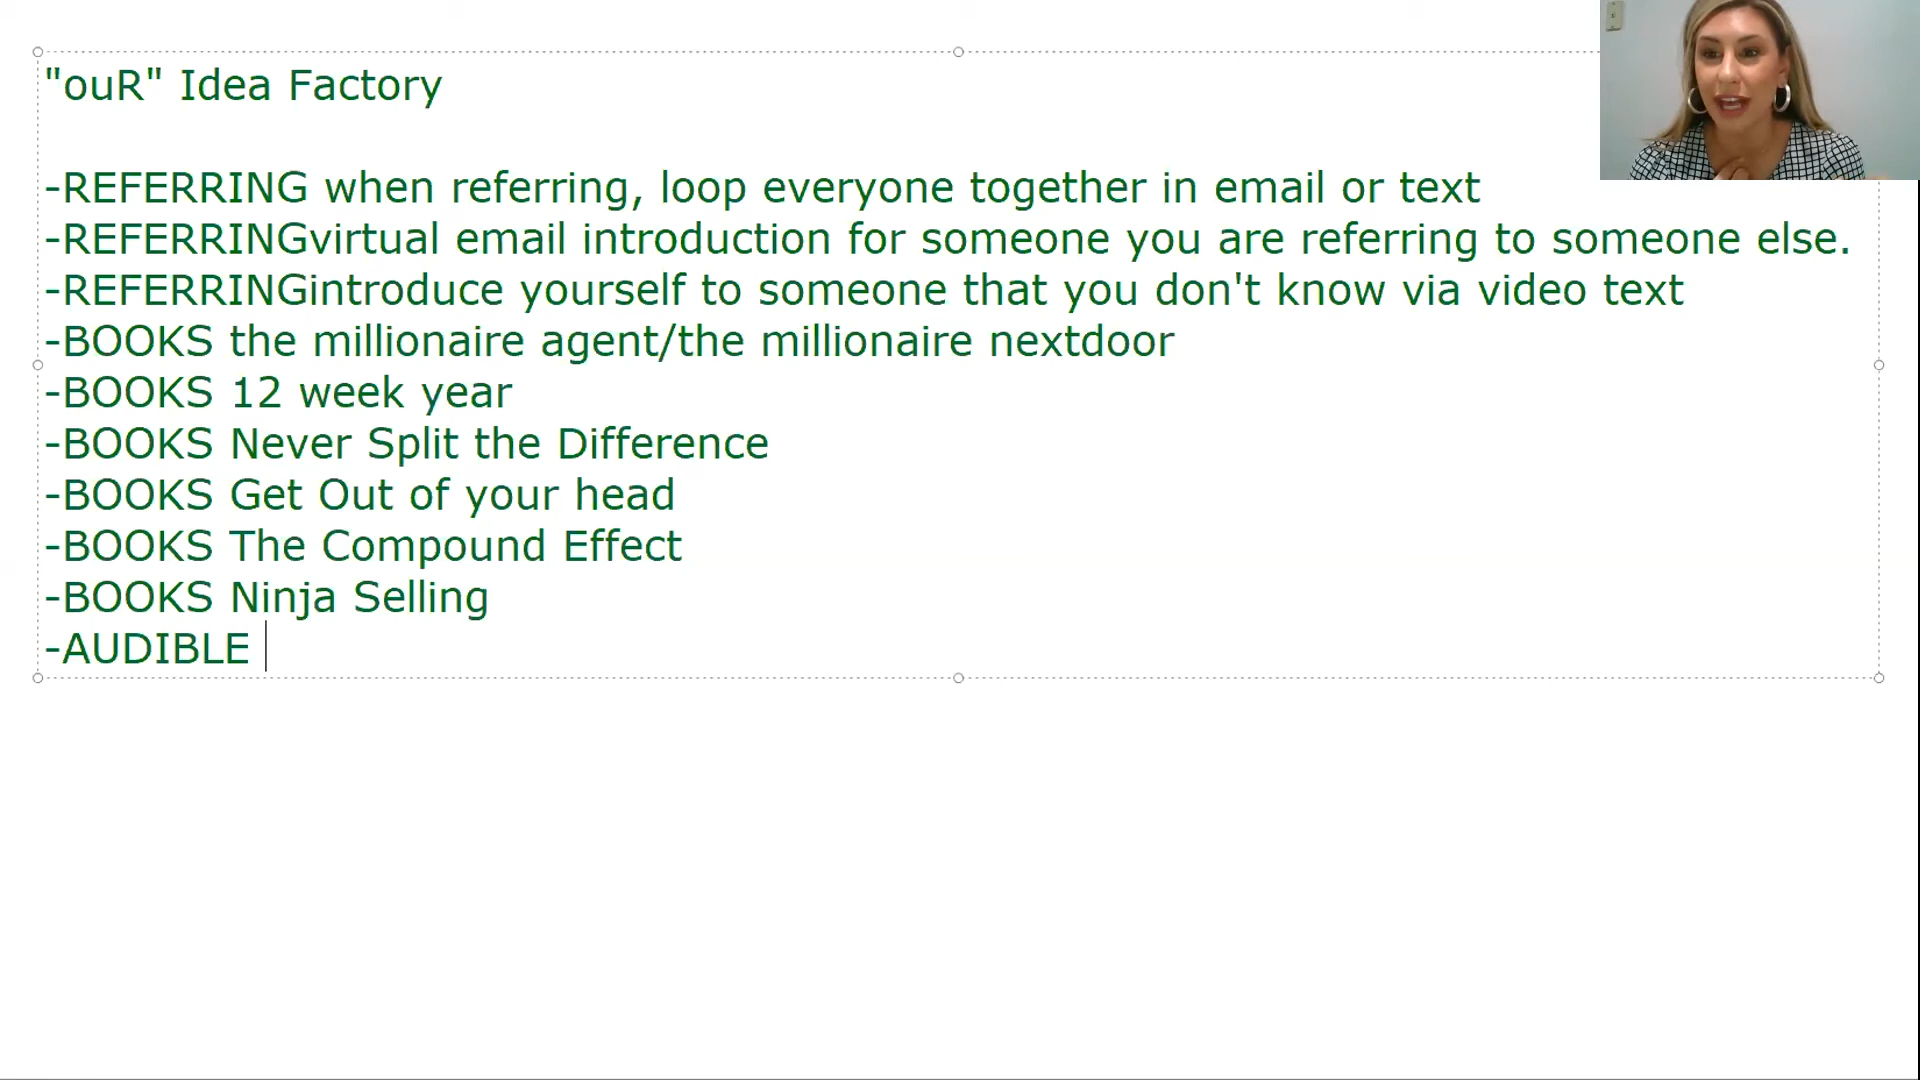 "ouR" Idea Factory
-REFERRING when referring, loop everyone together in email or text
-REFERRINGvirtual email introduction for someone you are referring to someone else.
-REFERRINGintroduce yourself to someone that you don't know via video text
-BOOKS the millionaire agent/the millionaire nextdoor
-BOOKS 12 week year
-BOOKS Never Split the Difference
-BOOKS Get Out of your head
-BOOKS The Compound Effect
-BOOKS Ninja Selling
-AUDIBLE